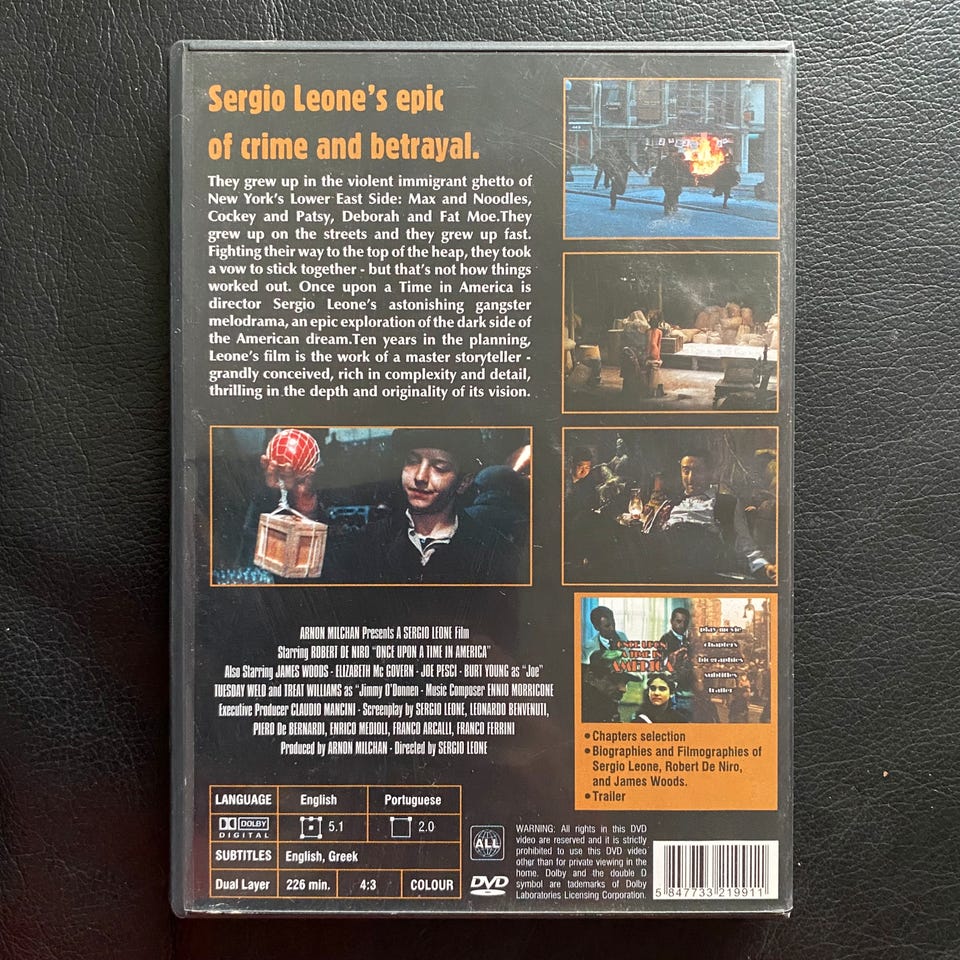 Sergio Leone's epic
of crime and betrayal.
They grew up in the violent immigrant ghetto of
New York's Lower East Side: Max and Noodles,
Cockey and Patsy, Deborah and Fat Moe.They
grew up on the streets and they grew up fast.
Fighting their way to the top of the heap, they took
a vow to stick together - but that's not how things
worked out. Once upon a Time in America is
director Sergio Leone's astonishing gangster
melodrama, an epic exploration of the dark side of
the American dream.Ten years in the planning,
Leone's film is the work of a master storyteller -
grandly conceived, rich in complexity and detail,
thrilling in the depth and originality of its vision.
ARNON MILCHAN Presents A SERGIO LEONE Film
Starring ROBERT DE NIRO "ONCE UPON A TIME IN AMERICA"
Also Starring JAMES WOODS - ELIZABETH Mc GOVERN - JOE PESCI - BURT YOUNG as "Joe"
TUESDAY WELD and TREAT WILLIAMS as "Jimmy O'Donnen - Music Composer ENNIO MORRICONE
Executive Producer CLAUDIO MANCINI - Screenplay by SERGIO LEONE, LEONARDO BENVENUTI,
PIERO De BERNARDI, ENRICO MEDIOLI, FRANCO ARCALLI, FRANCO FERRINI
Produced by ARNON MILCHAN - Directed by SERGIO LEONE
ONCE UPON
A TIME IN
AMERICA
play movie
chapters
biographies
subtitles
trailer
• Chapters selection
• Biographies and Filmographies of
Sergio Leone, Robert De Niro,
and James Woods.
• Trailer
LANGUAGE English Portuguese
DOLBY DIGITAL 5.1 2.0
SUBTITLES English, Greek
Dual Layer 226 min. 4:3 COLOUR
ALL
DVD
WARNING: All rights in this DVD
video are reserved and it is strictly
prohibited to use this DVD video
other than for private viewing in the
home. Dolby and the double D
symbol are trademarks of Dolby
Laboratories Licensing Corporation.
5 847733 219911